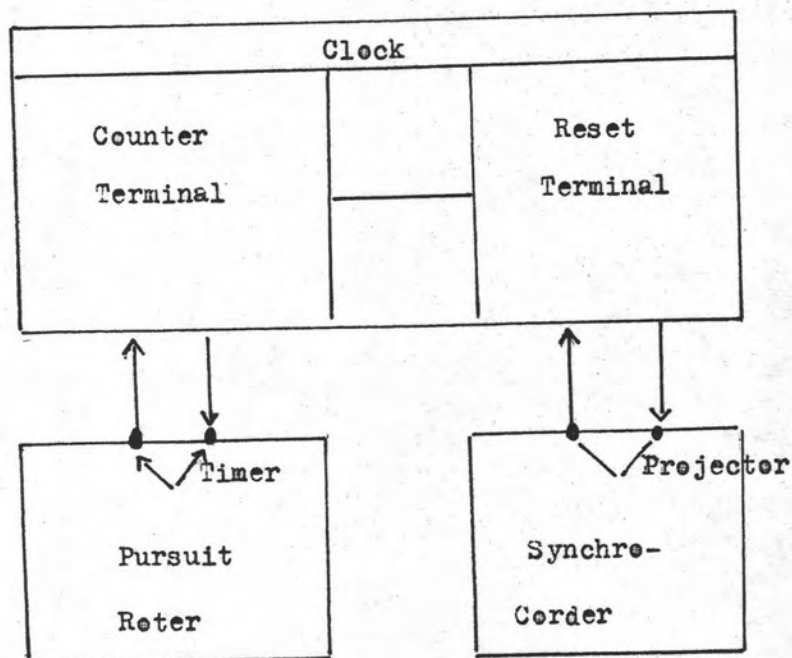 Clock
Counter
Terminal
Reset
Terminal
Timer
Projector
Pursuit
Roter
Synchro-
Corder